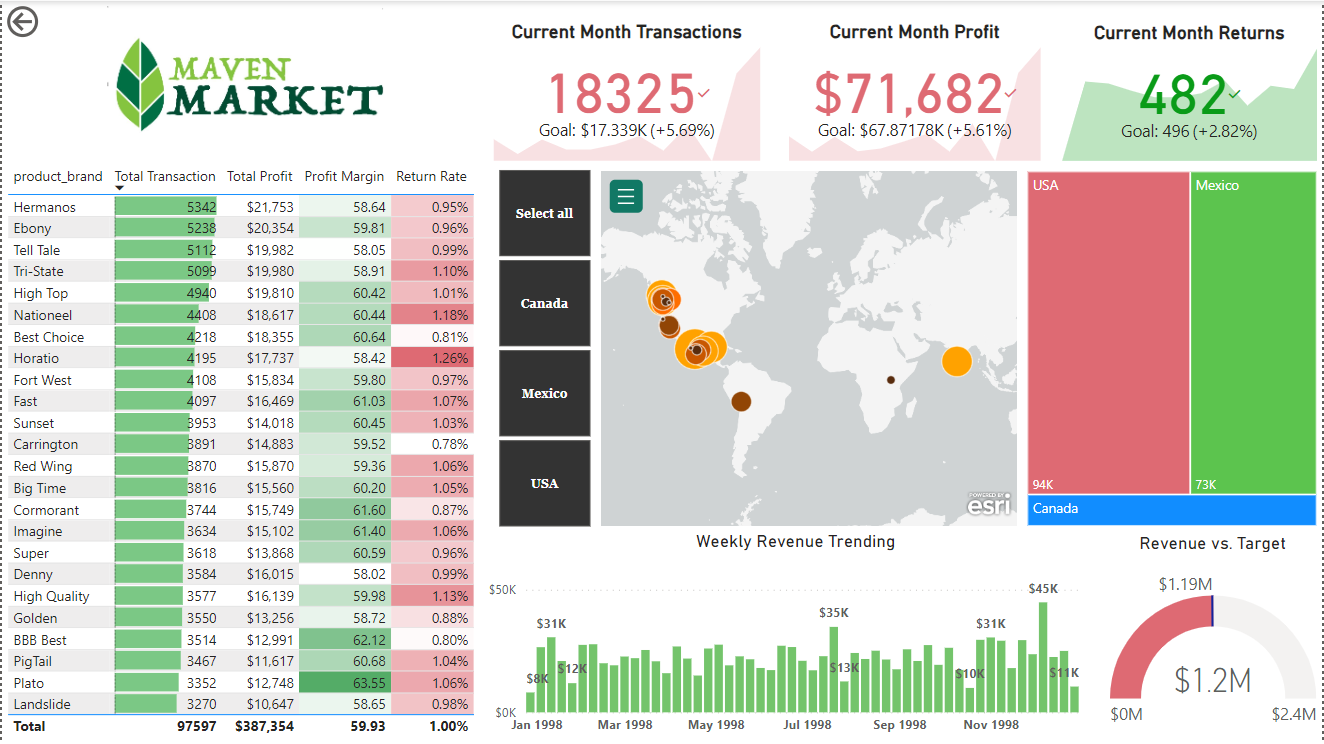 MAVEN
MARKET
Current Month Transactions
18325
Goal: $17.339K (+5.69%)
Current Month Profit
$71,682
Goal: $67.87178K (+5.61%)
Current Month Returns
482
Goal: 496 (+2.82%)
product_brand Total Transaction Total Profit Profit Margin Return Rate
Hermanos 5342 $21,753 58.64 0.95%
Ebony 5238 $20,354 59.81 0.96%
Tell Tale 5112 $19,982 58.05 0.99%
Tri-State 5099 $19,980 58.91 1.10%
High Top 4940 $19,810 60.42 1.01%
Nationeel 4408 $18,617 60.44 1.18%
Best Choice 4218 $18,355 60.64 0.81%
Horatio 4195 $17,737 58.42 1.26%
Fort West 4108 $15,834 59.80 0.97%
Fast 4097 $16,469 61.03 1.07%
Sunset 3953 $14,018 60.45 1.03%
Carrington 3891 $14,883 59.52 0.78%
Red Wing 3870 $15,870 59.36 1.06%
Big Time 3816 $15,560 60.20 1.05%
Cormorant 3744 $15,749 61.60 0.87%
Imagine 3634 $15,102 61.40 1.06%
Super 3618 $13,868 60.59 0.96%
Denny 3584 $16,015 58.02 0.99%
High Quality 3577 $16,139 59.98 1.13%
Golden 3550 $13,256 58.72 0.88%
BBB Best 3514 $12,991 62.12 0.80%
PigTail 3467 $11,617 60.68 1.04%
Plato 3352 $12,748 63.55 1.06%
Landslide 3270 $10,647 58.65 0.98%
Total 97597 $387,354 59.93 1.00%
Select all
Canada
Mexico
USA
POWERED BY
esri
USA
94K
Mexico
73K
Canada
Weekly Revenue Trending
$50K
$0K
$8K
$31K
$12K
$35K
$13K
$10K
$31K
$45K
$11K
Jan 1998 Mar 1998 May 1998 Jul 1998 Sep 1998 Nov 1998
Revenue vs. Target
$1.19M
$1.2M
$0M
$2.4M